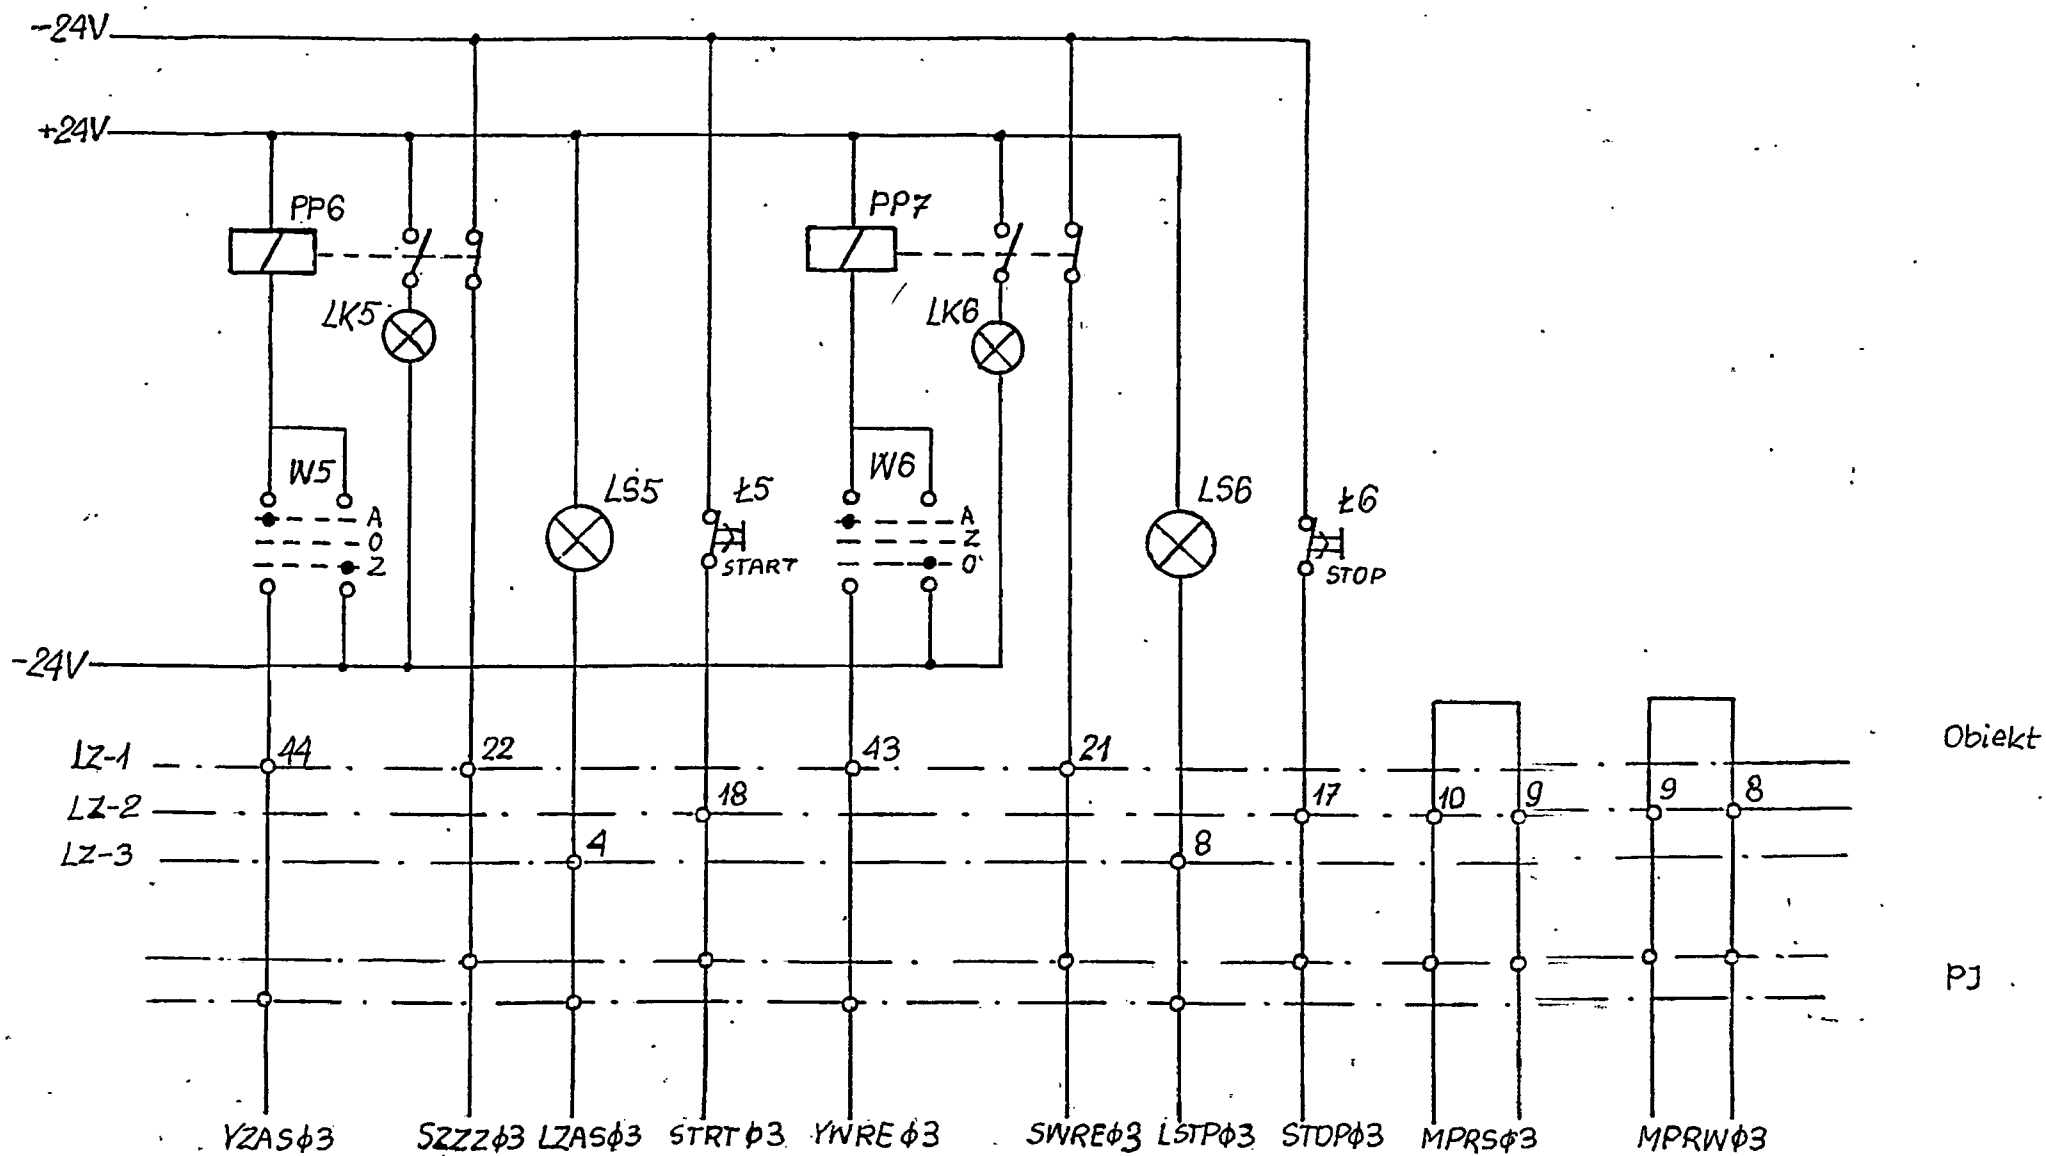 -24V
+24V
PP6
PP7
LK5
LK6
W5
W6
LS5
Ł5
LS6
Ł6
A
O
Z
START
A
Z
O
STOP
-24V
Obiekt
LZ-1 44 22 43 21
LZ-2 18 17 10 9 9 8
LZ-3 4 8
PJ
YZASϕ3 SZZZϕ3 LZASϕ3 STRTϕ3 YWREϕ3 SWREϕ3 LSTPϕ3 STOPϕ3 MPRSϕ3 MPRWϕ3